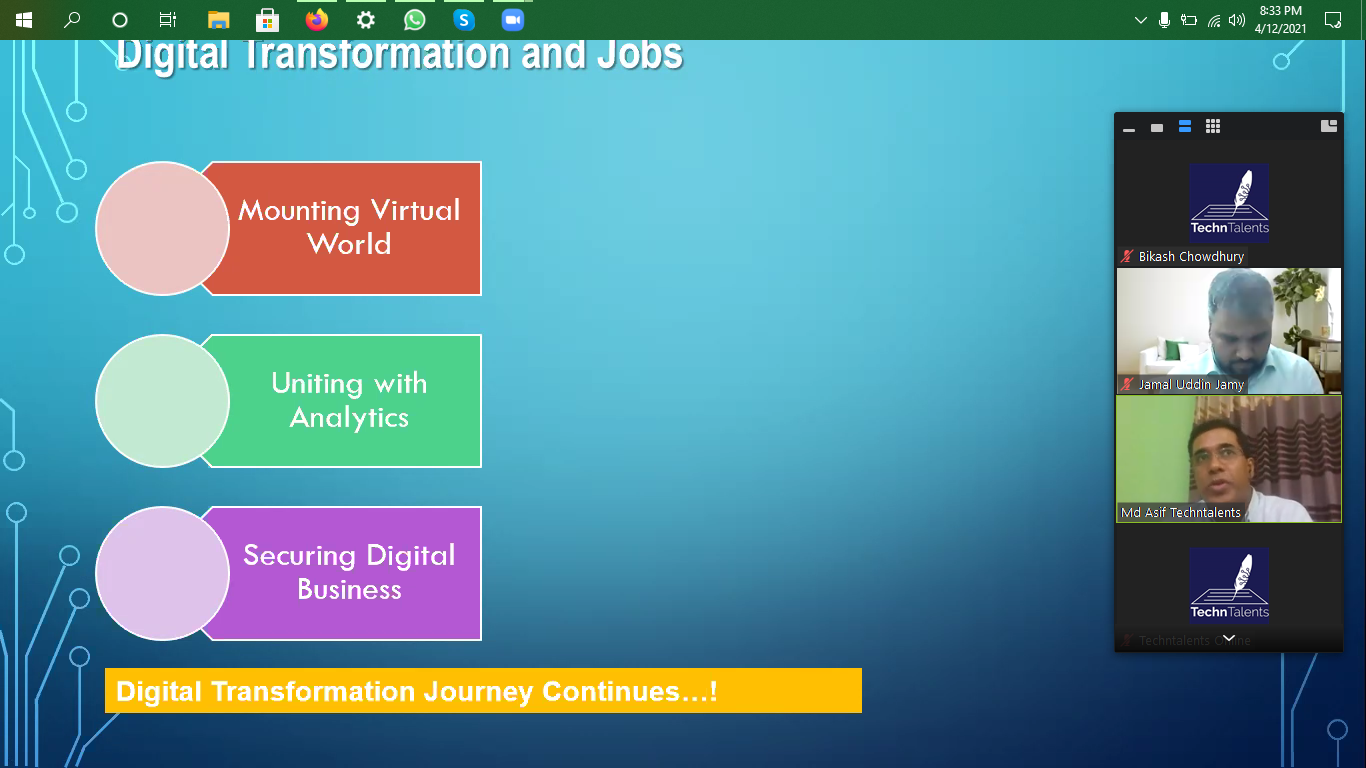 8:33 PM
4/12/2021
Digital Transformation and Jobs
Mounting Virtual
World
Uniting with
Analytics
Securing Digital
Business
Digital Transformation Journey Continues...!
TechnTalents
Bikash Chowdhury
Jamal Uddin Jamy
Md Asif Techntalents
TechnTalents
Techntalents Online